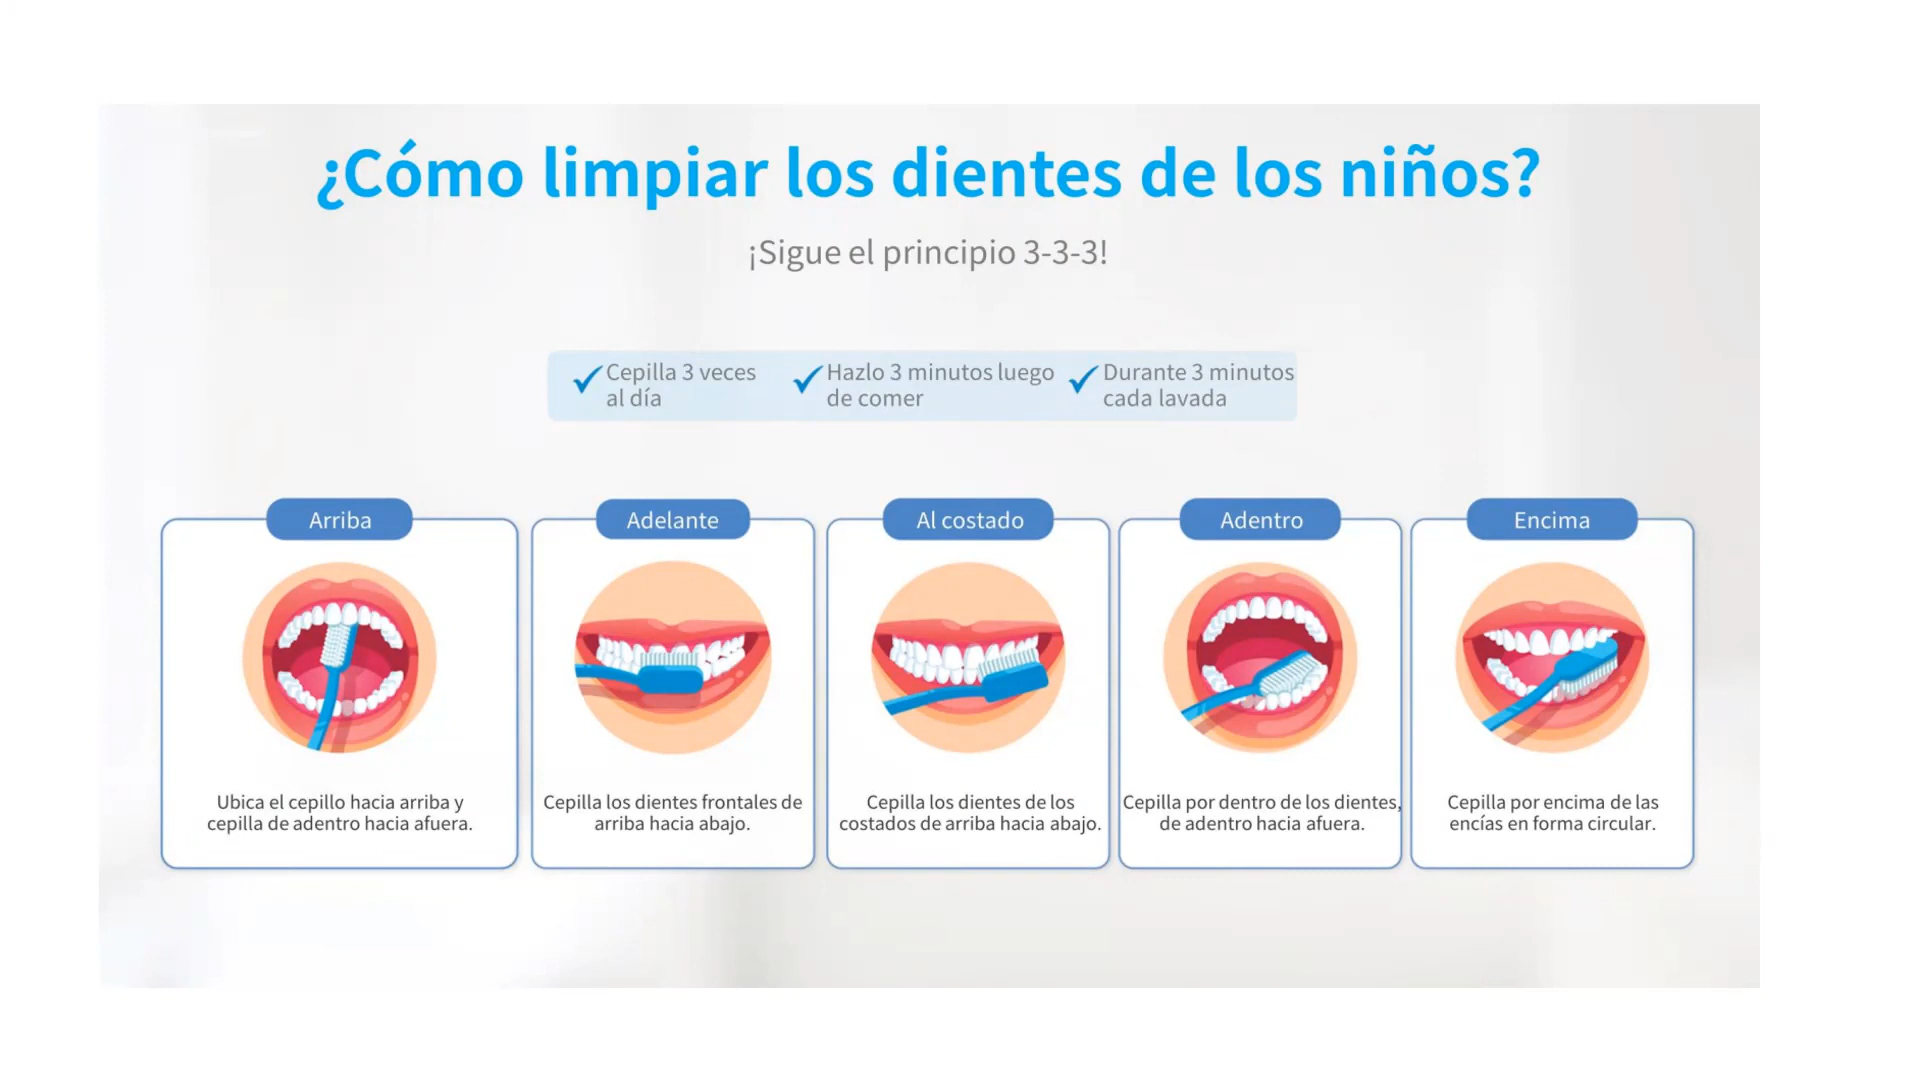 ¿Cómo limpiar los dientes de los niños?
¡Sigue el principio 3-3-3!
Cepilla 3 veces
al día
Hazlo 3 minutos luego
de comer
Durante 3 minutos
cada lavada
Arriba
Ubica el cepillo hacia arriba y
cepilla de adentro hacia afuera.
Adelante
Cepilla los dientes frontales de
arriba hacia abajo.
Al costado
Cepilla los dientes de los
costados de arriba hacia abajo.
Adentro
Cepilla por dentro de los dientes,
de adentro hacia afuera.
Encima
Cepilla por encima de las
encías en forma circular.